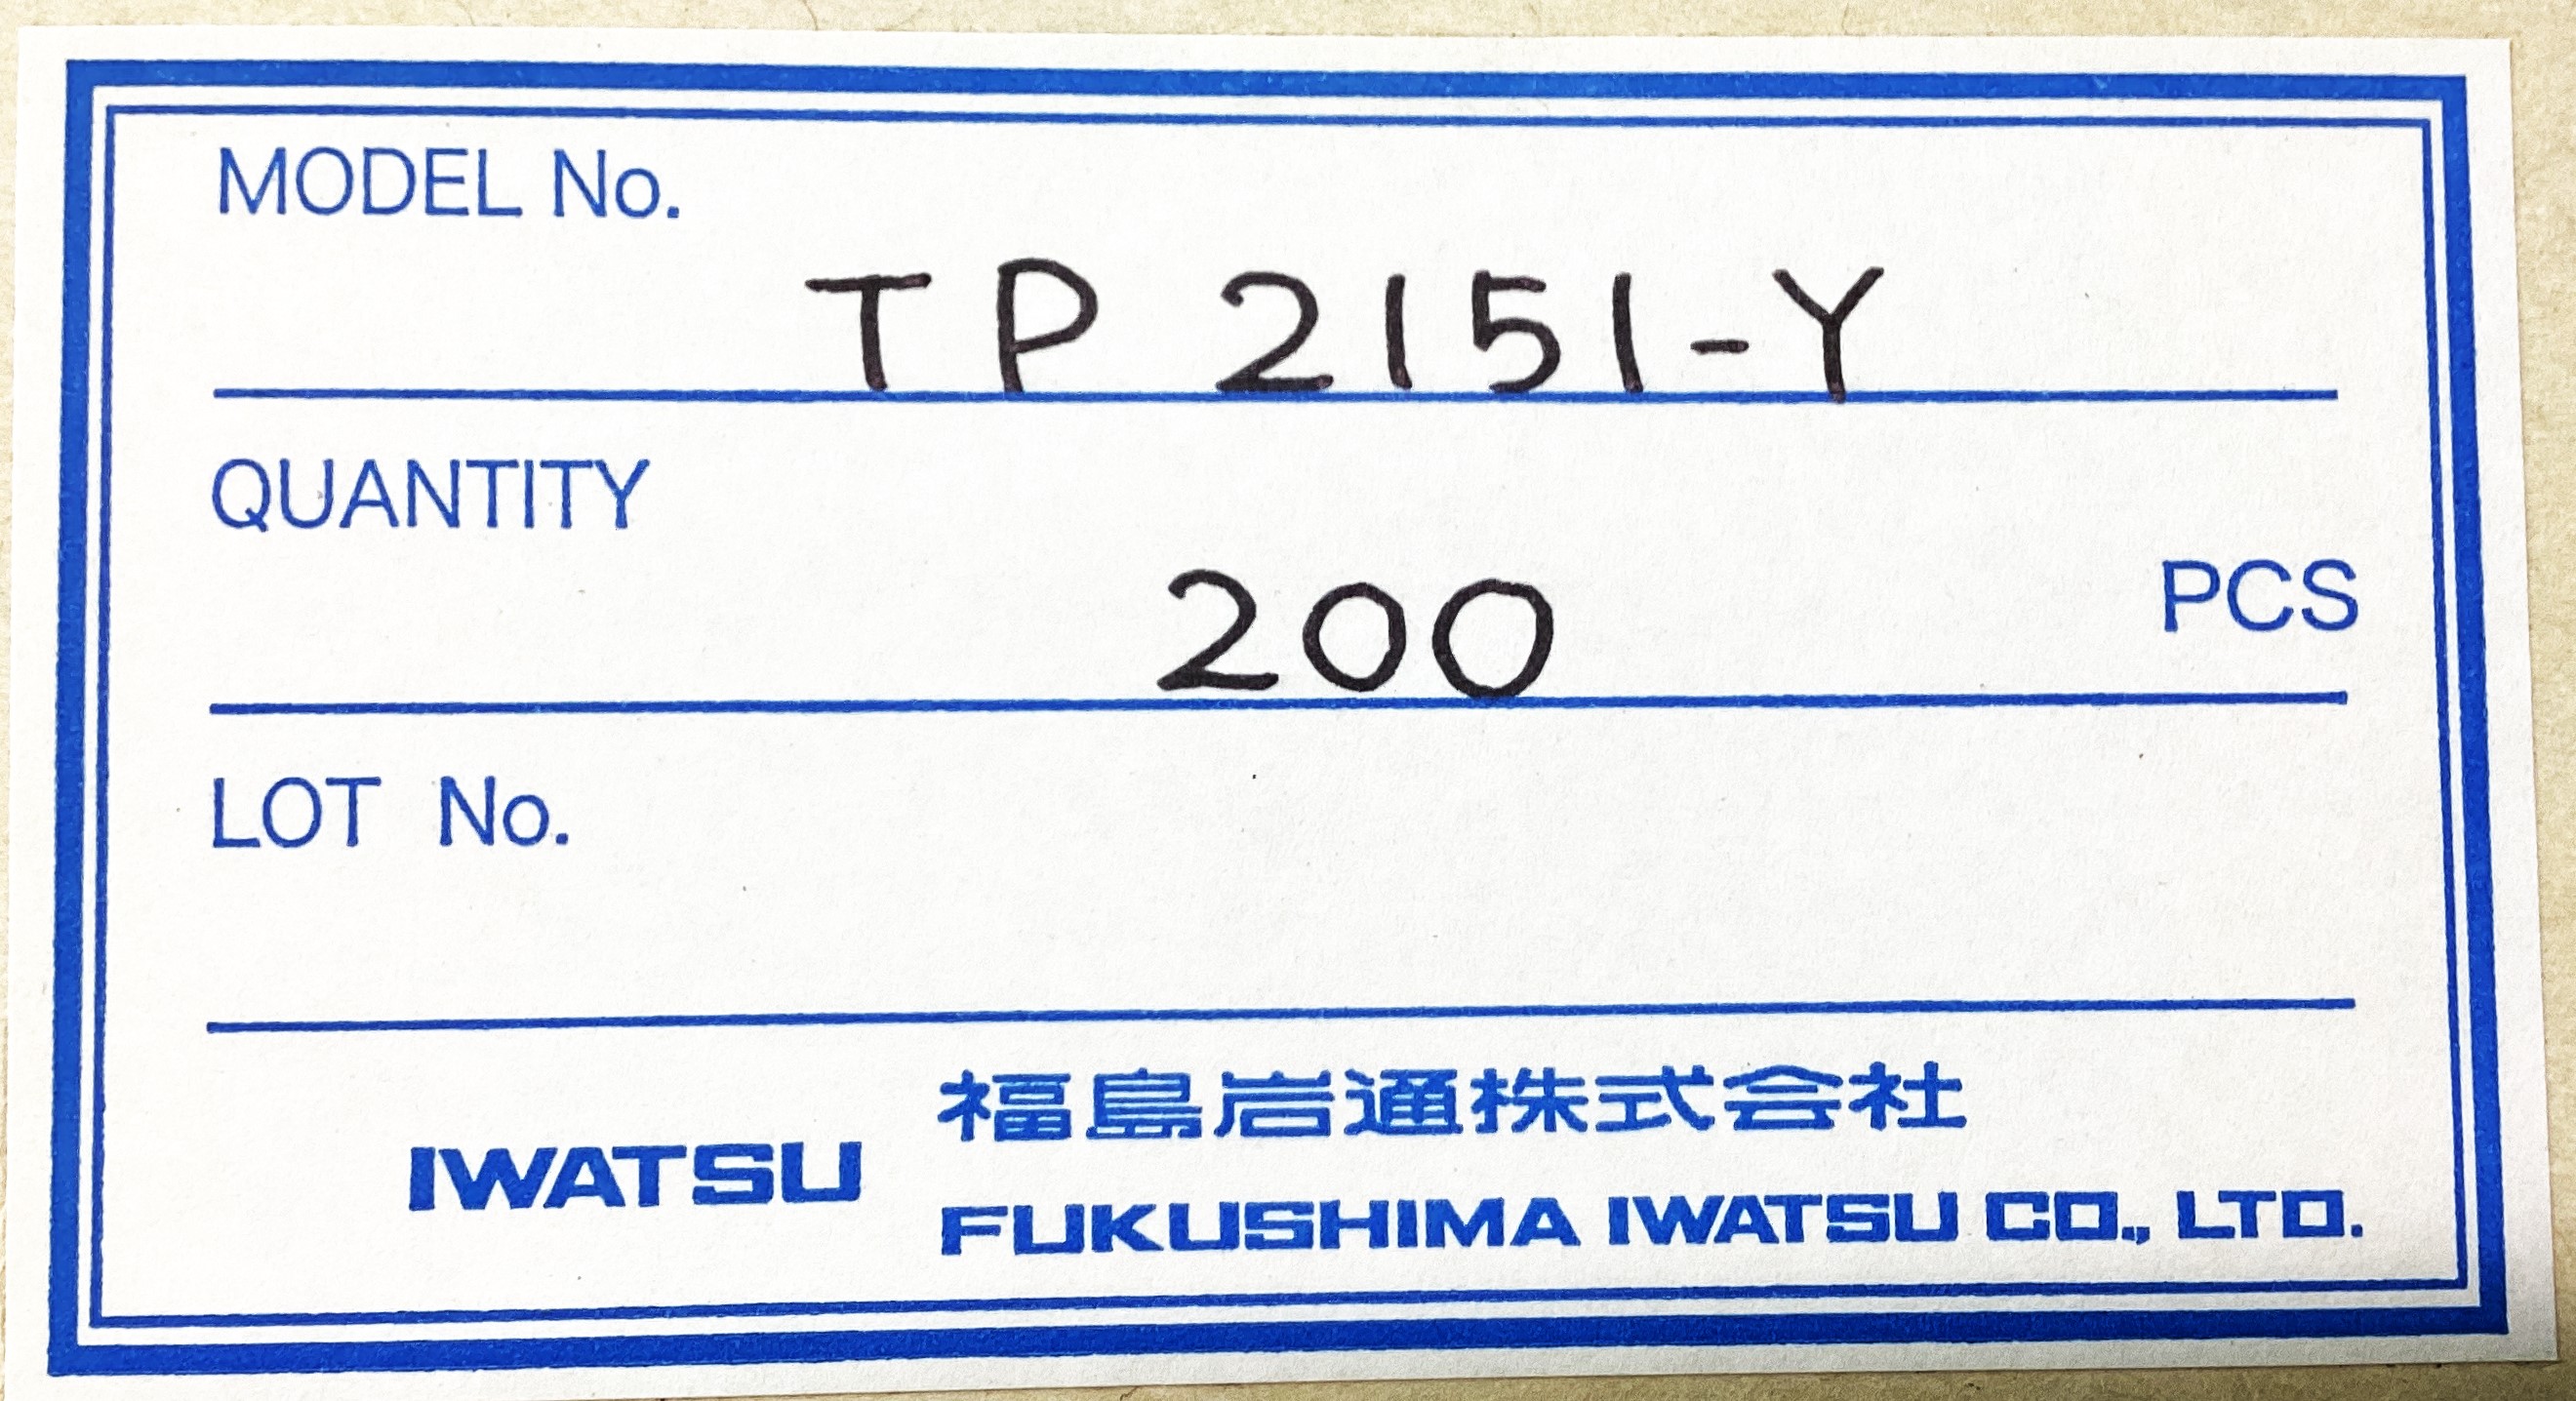 MODEL No.
TP 2151-Y
QUANTITY
200 PCS
LOT No.
福島岩通株式会社
IWATSU
FUKUSHIMA IWATSU CO., LTD.